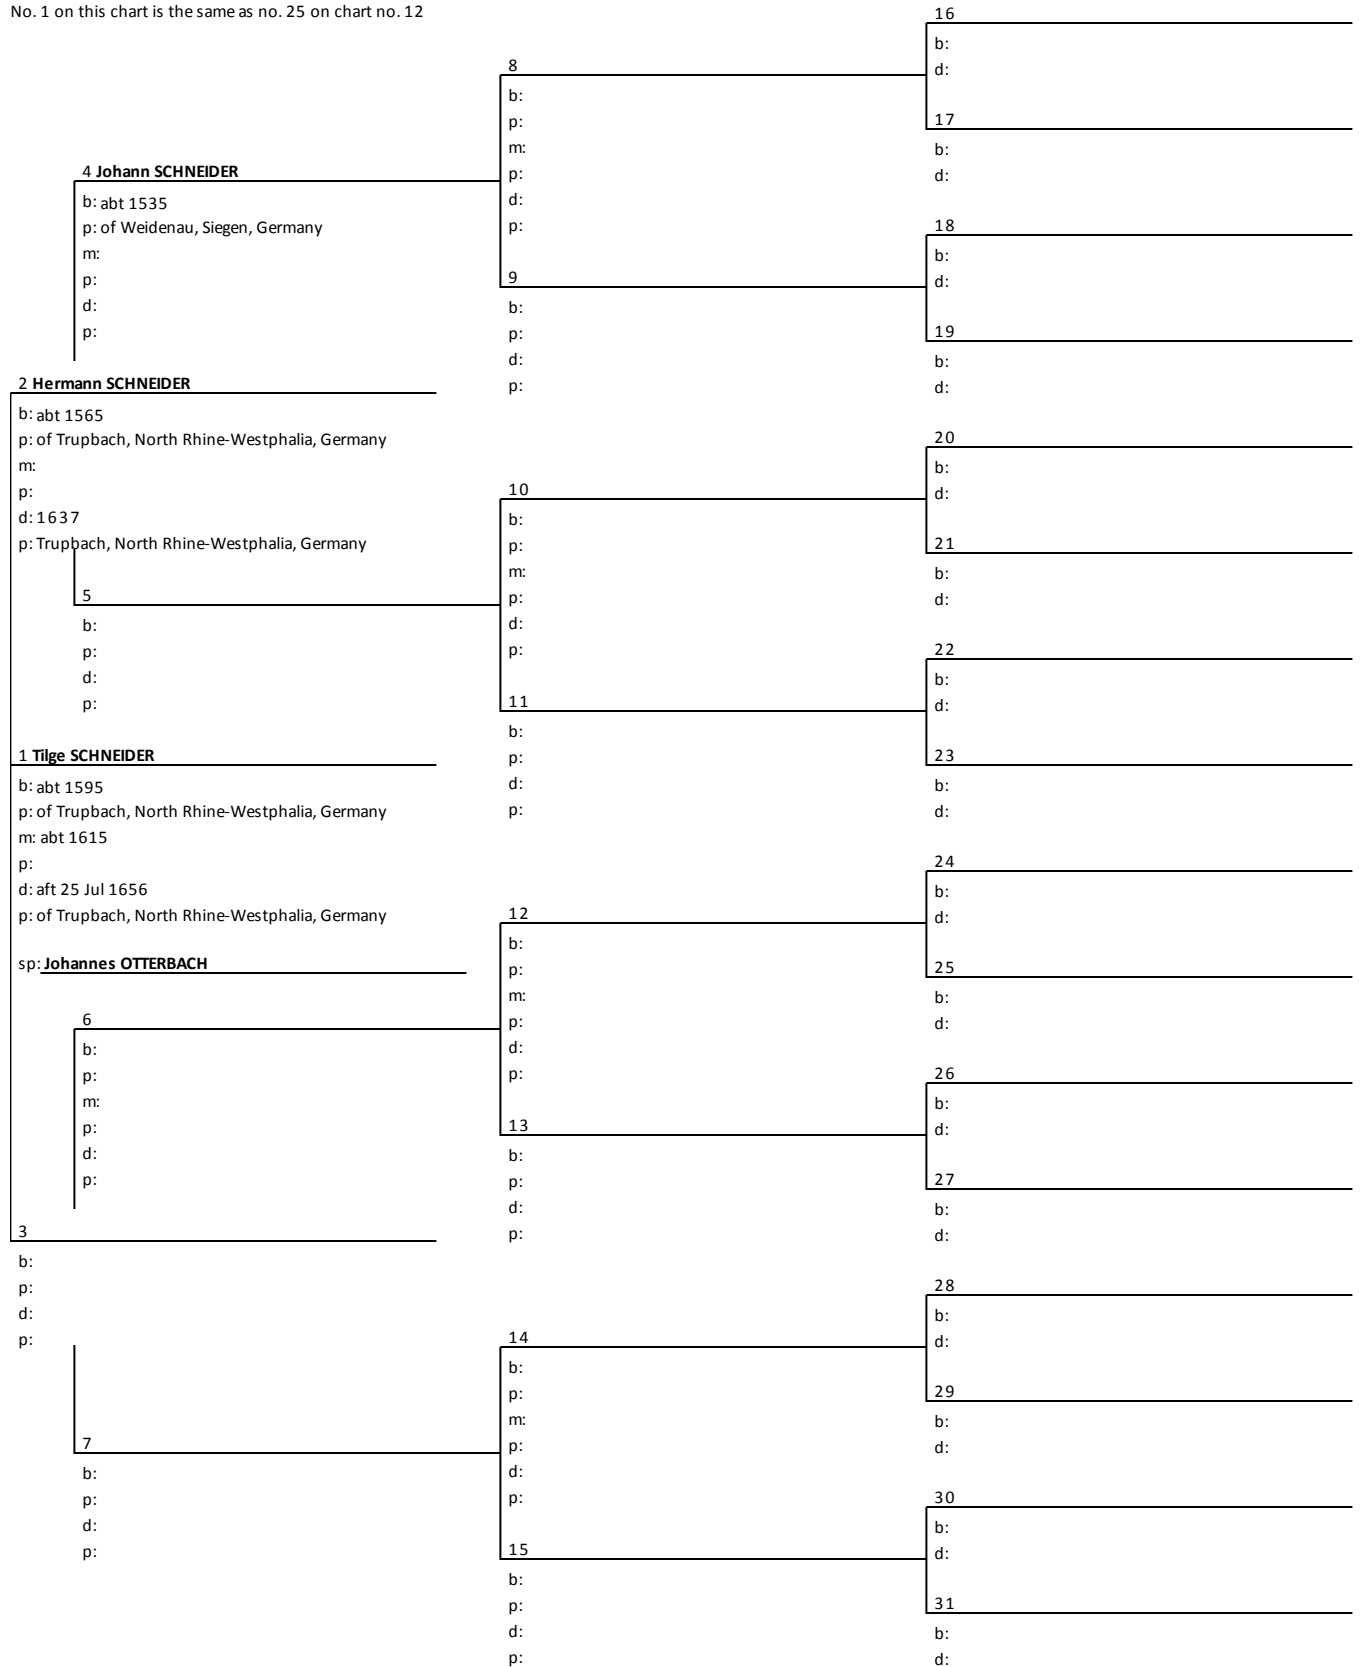 No. 1 on this chart is the same as no. 25 on chart no. 12
4 Johann SCHNEIDER
b: abt 1535
p: of Weidenau, Siegen, Germany
m:
p:
d:
p:
2 Hermann SCHNEIDER
b: abt 1565
p: of Trupbach, North Rhine-Westphalia, Germany
m:
p:
d: 1637
p: Trupbach, North Rhine-Westphalia, Germany
5
b:
p:
d:
p:
1 Tilge SCHNEIDER
b: abt 1595
p: of Trupbach, North Rhine-Westphalia, Germany
m: abt 1615
p:
d: aft 25 Jul 1656
p: of Trupbach, North Rhine-Westphalia, Germany
sp: Johannes OTTERBACH
6
b:
p:
m:
p:
d:
p:
3
b:
p:
d:
p:
7
b:
p:
d:
p:
8
b:
p:
m:
p:
d:
p:
9
b:
p:
d:
p:
10
b:
p:
m:
p:
d:
p:
11
b:
p:
d:
p:
12
b:
p:
m:
p:
d:
p:
13
b:
p:
d:
p:
14
b:
p:
m:
p:
d:
p:
15
b:
p:
d:
p:
16
b:
d:
17
b:
d:
18
b:
d:
19
b:
d:
20
b:
d:
21
b:
d:
22
b:
d:
23
b:
d:
24
b:
d:
25
b:
d:
26
b:
d:
27
b:
d:
28
b:
d:
29
b:
d:
30
b:
d:
31
b:
d: